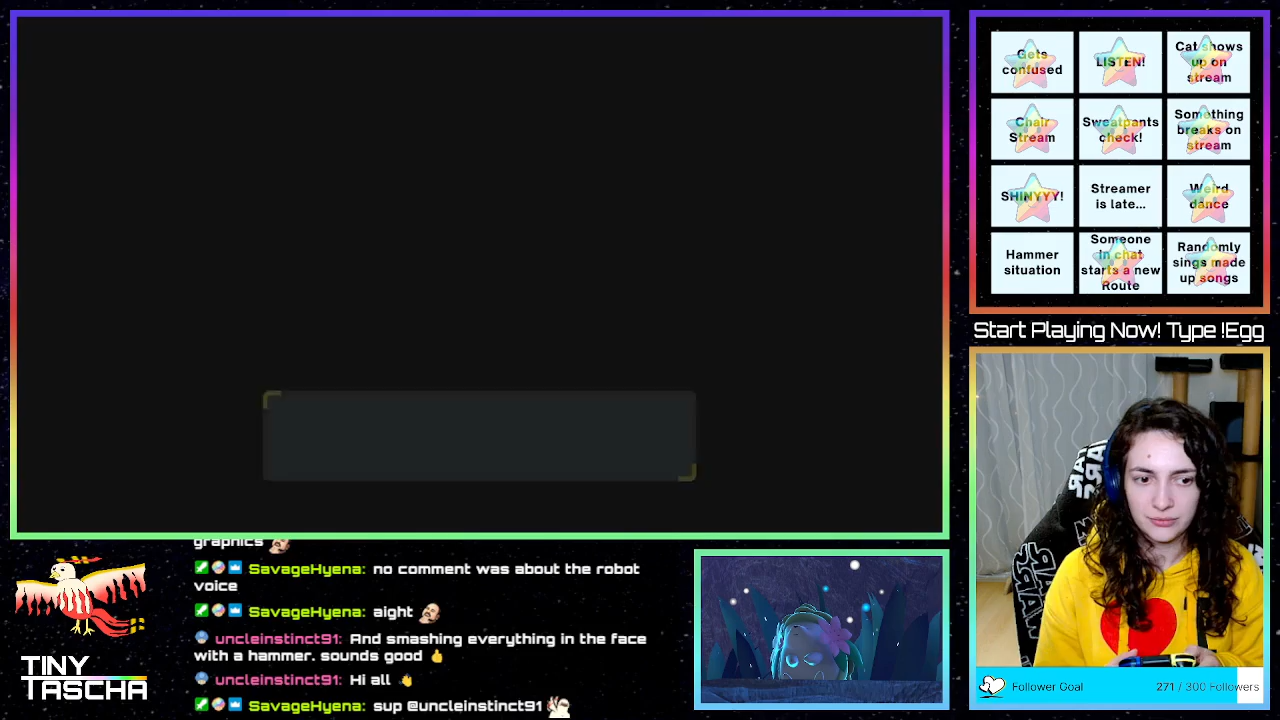 Gets
confused
LISTEN!
Cat shows
up on
stream
Chair
Stream
Sweatpants
check!
Something
breaks on
stream
SHINYYY!
Streamer
is late...
Weird
dance
Hammer
situation
Someone
in chat
starts a new
Route
Randomly
sings made
up songs
Start Playing Now! Type !Egg
graphics
SavageHyena: no comment was about the robot
voice
SavageHyena: aight
uncleinstinct91: And smashing everything in the face
with a hammer. sounds good
uncleinstinct91: Hi all
SavageHyena: sup @uncleinstinct91
TINY
TASCHA
Follower Goal
271 / 300 Followers